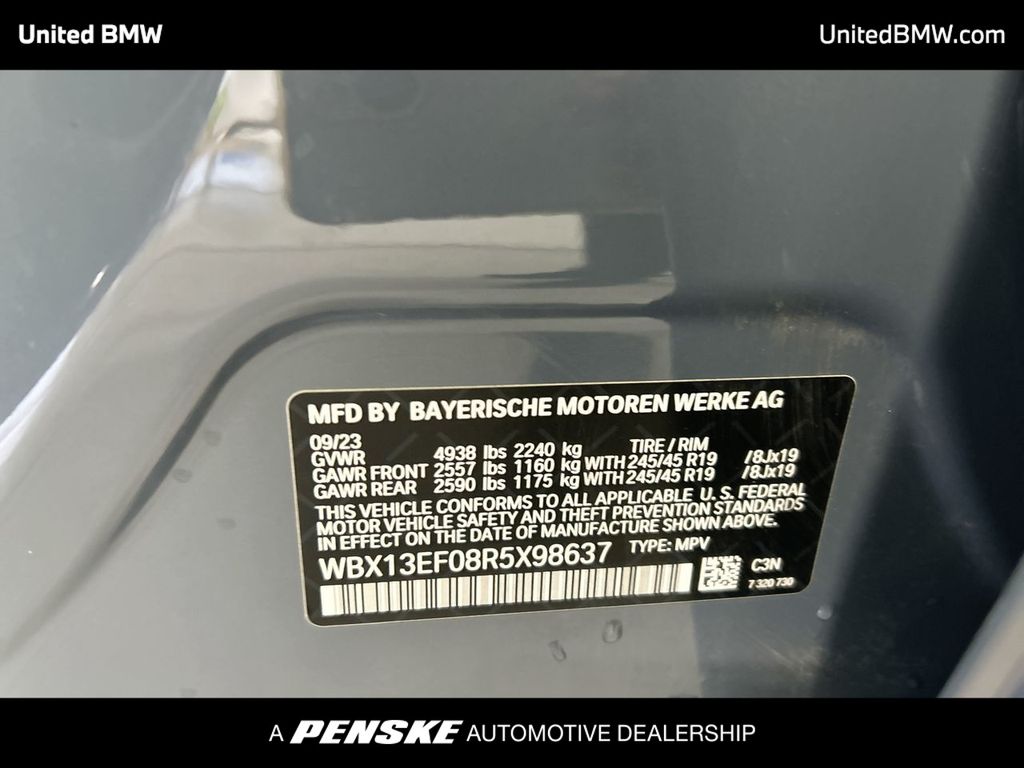 United BMW
UnitedBMW.com
MFD BY BAYERISCHE MOTOREN WERKE AG
09/23
GVWR 4938 lbs 2240 kg TIRE / RIM
GAWR FRONT 2557 lbs 1160 kg WITH 245/45 R19 /8Jx19
GAWR REAR 2590 lbs 1175 kg WITH 245/45 R19 /8Jx19
THIS VEHICLE CONFORMS TO ALL APPLICABLE U. S. FEDERAL
MOTOR VEHICLE SAFETY AND THEFT PREVENTION STANDARDS
IN EFFECT ON THE DATE OF MANUFACTURE SHOWN ABOVE.
WBX13EF08R5X98637 TYPE: MPV
C3N
7 320 730
A PENSKE AUTOMOTIVE DEALERSHIP